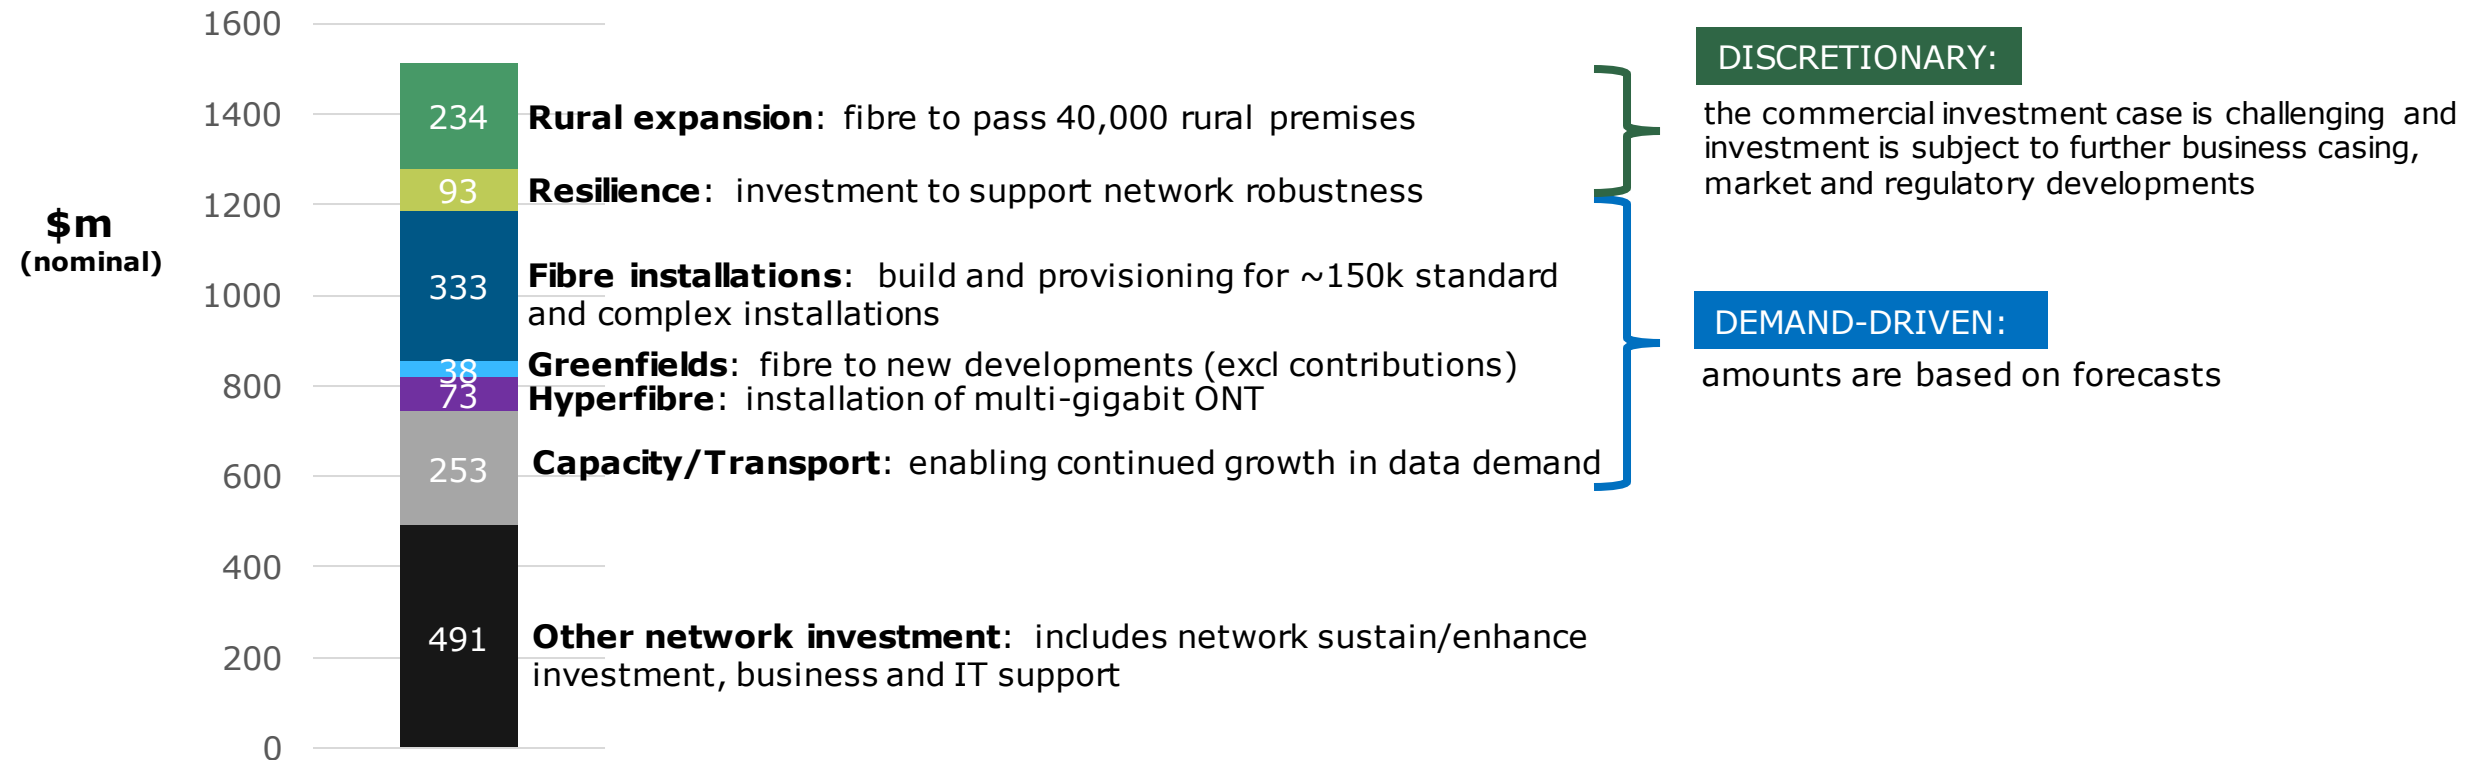 $m
(nominal)
1600
1400
1200
1000
800
600
400
200
0
234
93
333
38
73
253
491
Rural expansion: fibre to pass 40,000 rural premises
Resilience: investment to support network robustness
Fibre installations: build and provisioning for ~150k standard
and complex installations
Greenfields: fibre to new developments (excl contributions)
Hyperfibre: installation of multi-gigabit ONT
Capacity/Transport: enabling continued growth in data demand
Other network investment: includes network sustain/enhance
investment, business and IT support
DISCRETIONARY:
the commercial investment case is challenging and
investment is subject to further business casing,
market and regulatory developments
DEMAND-DRIVEN:
amounts are based on forecasts